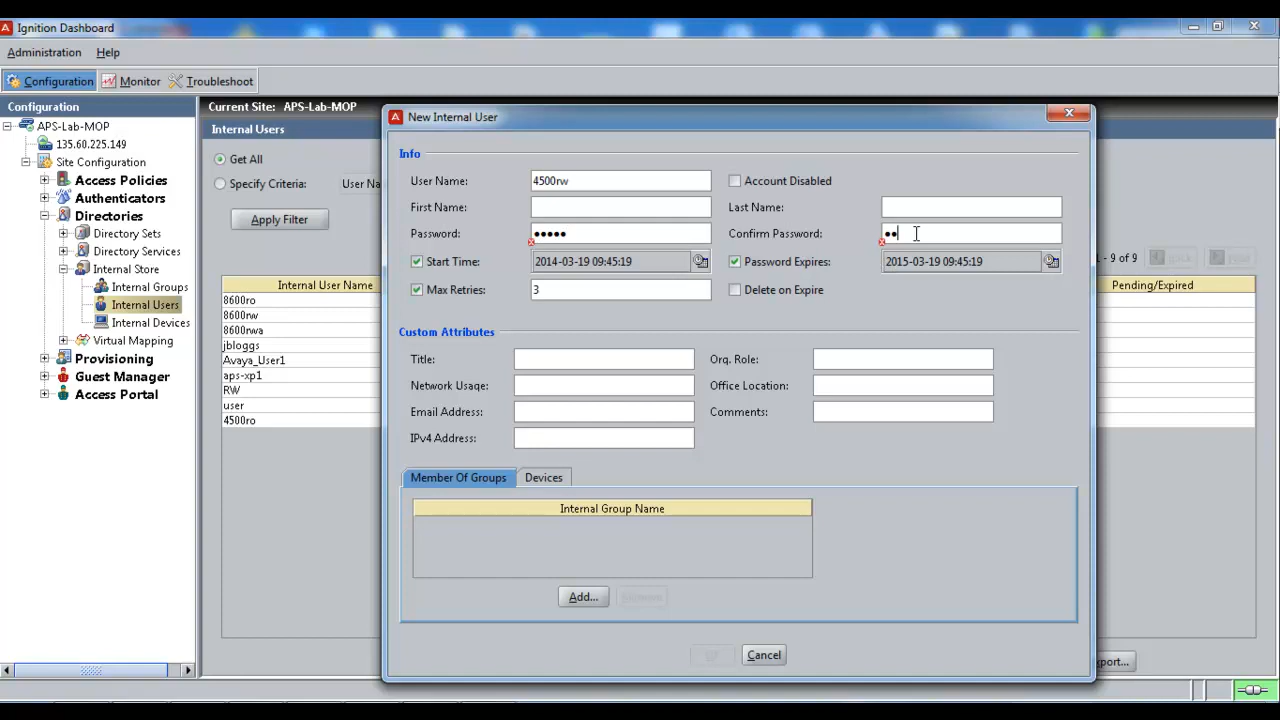 Ignition Dashboard
Administration Help
Configuration Monitor Troubleshoot
Configuration
APS-Lab-MOP
135.60.225.149
Site Configuration
Access Policies
Authenticators
Directories
Directory Sets
Directory Services
Internal Store
Internal Groups
Internal Users
Internal Devices
Virtual Mapping
Provisioning
Guest Manager
Access Portal
Current Site: APS-Lab-MOP
Internal Users
Get All
Specify Criteria: User Na
Apply Filter
- 9 of 9
Internal User Name
Pending/Expired
8600ro
8600rw
8600rwa
jbloggs
Avaya_User1
aps-xp1
RW
user
4500ro
port...
New Internal User
Info
User Name: 4500rw
Account Disabled
First Name:
Last Name:
Password: •••••
Confirm Password: ••
Start Time: 2014-03-19 09:45:19
Password Expires: 2015-03-19 09:45:19
Max Retries: 3
Delete on Expire
Custom Attributes
Title:
Org. Role:
Network Usage:
Office Location:
Email Address:
Comments:
IPv4 Address:
Member Of Groups Devices
Internal Group Name
Add...
Cancel